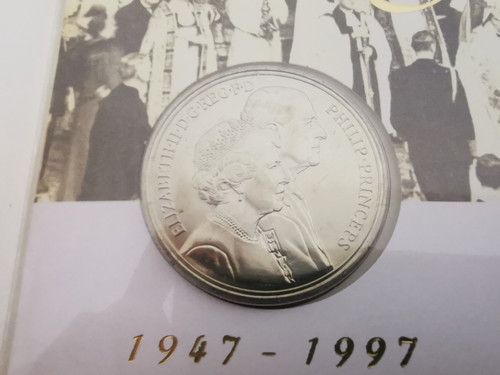 ELIZABETH·II·D·G·REG·F·D
PHILIP·PRINCEPS
1947 - 1997